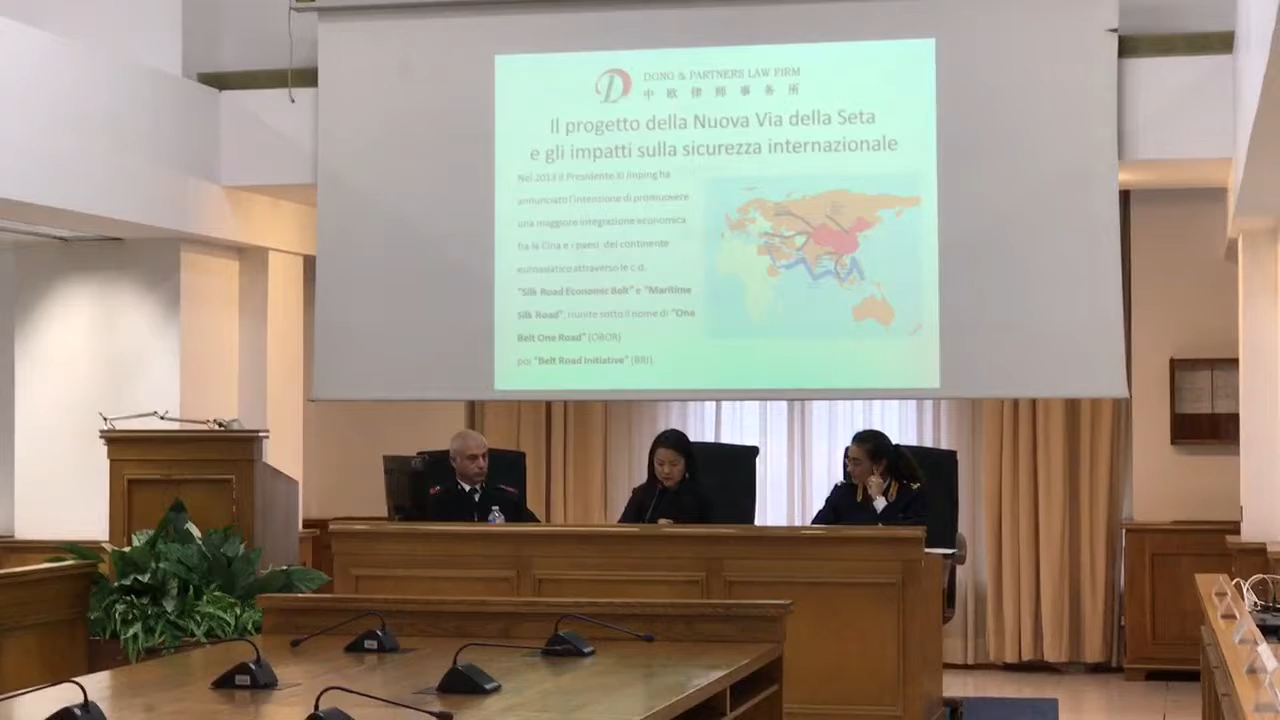 DONG & PARTNERS LAW FIRM
中 欧 律 师 事 务 所
Il progetto della Nuova Via della Seta
e gli impatti sulla sicurezza internazionale
Nel 2013 il Presidente Xi Jinping ha
annunciato l'intenzione di promuovere
una maggiore integrazione economica
fra la Cina e i paesi del continente
euroasiatico attraverso le c.d.
"Silk Road Economic Belt" e "Maritime
Silk Road", riunite sotto il nome di "One
Belt One Road" (OBOR)
poi "Belt Road Initiative" (BRI).